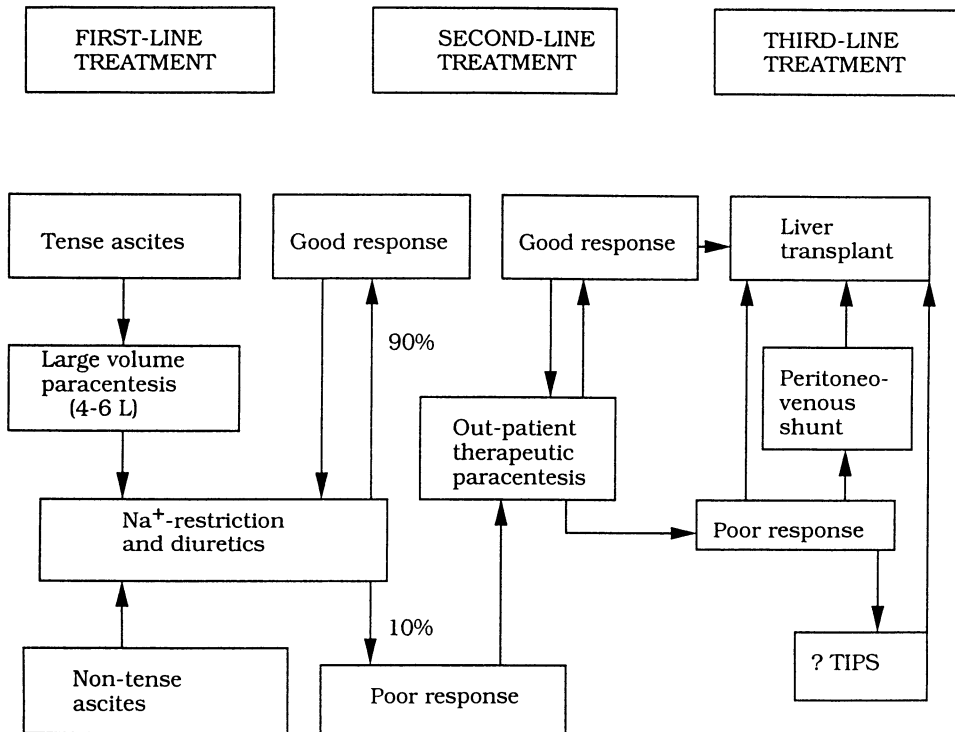 FIRST-LINE
TREATMENT
SECOND-LINE
TREATMENT
THIRD-LINE
TREATMENT
Tense ascites
Good response
Good response
Liver
transplant
90%
Large volume
paracentesis
(4-6 L)
Peritoneo-
venous
shunt
Out-patient
therapeutic
paracentesis
Na⁺-restriction
and diuretics
Poor response
10%
? TIPS
Non-tense
ascites
Poor response